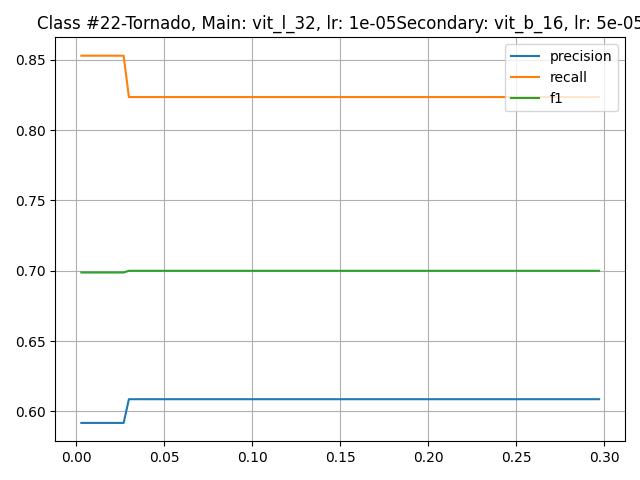 Class #22-Tornado, Main: vit_l_32, lr: 1e-05Secondary: vit_b_16, lr: 5e-05
precision
recall
f1
0.85
0.80
0.75
0.70
0.65
0.60
0.00 0.05 0.10 0.15 0.20 0.25 0.30